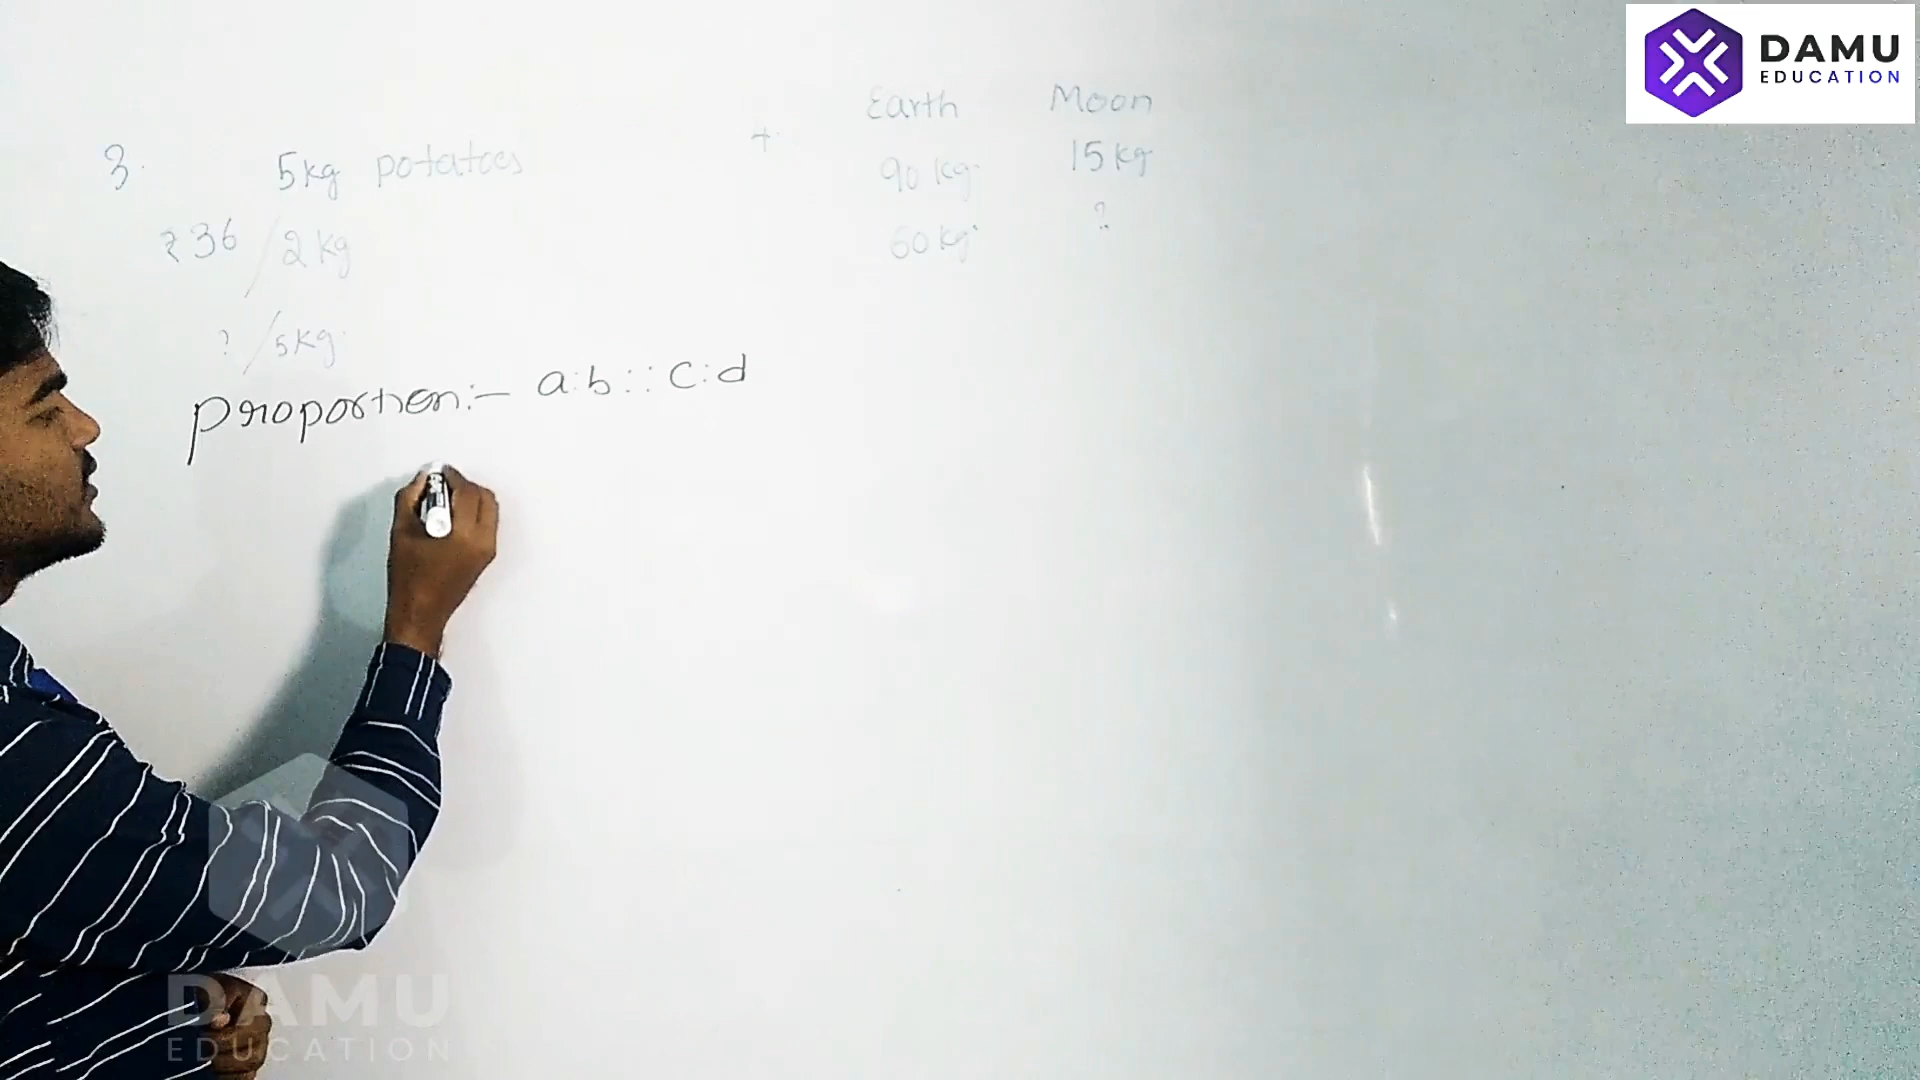 DAMU
EDUCATION
3.
5kg potatoes
₹36 / 2kg
? / 5kg.
4.
Earth Moon
90 kg. 15 kg
60 kg. ?
Proportion:- a:b :: c:d
DAMU
EDUCATION